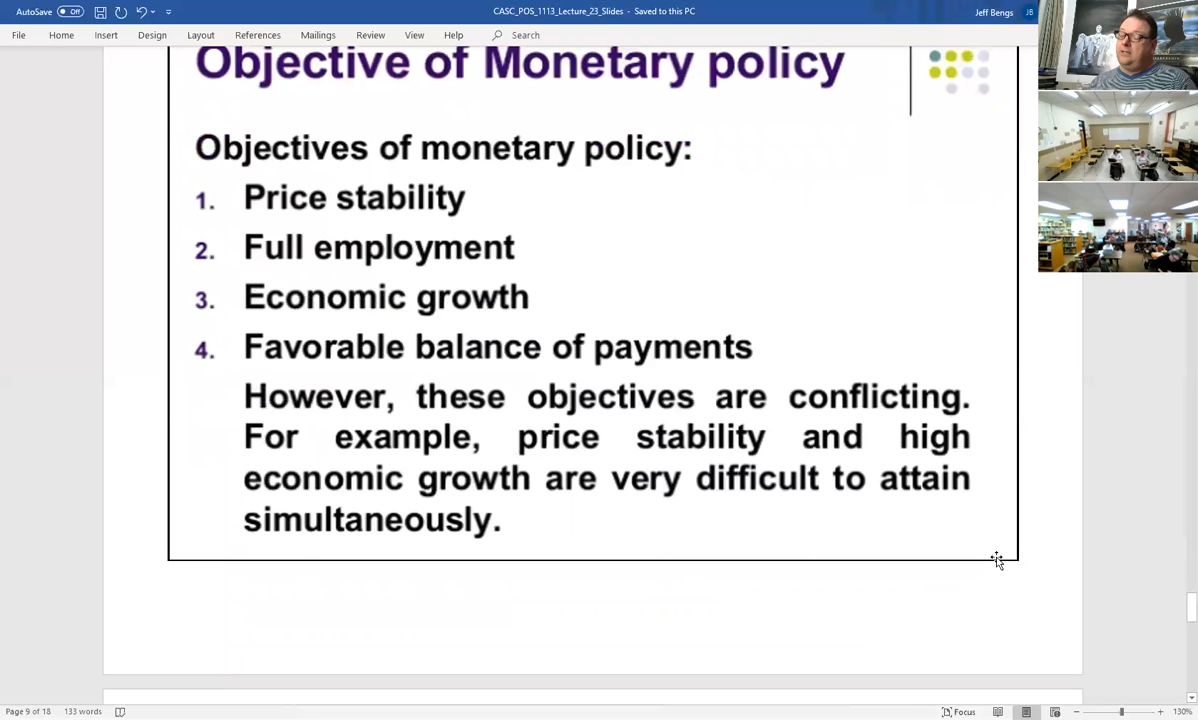 AutoSave Off CASC_POS_1113_Lecture_23_Slides - Saved to this PC Jeff Bengs JB
File Home Insert Design Layout References Mailings Review View Help Search
Objective of Monetary policy
Objectives of monetary policy:
1. Price stability
2. Full employment
3. Economic growth
4. Favorable balance of payments
However, these objectives are conflicting.
For example, price stability and high
economic growth are very difficult to attain
simultaneously.
Page 9 of 18 133 words Focus 130%